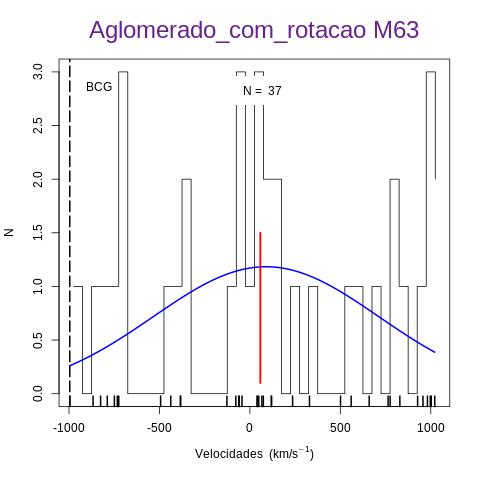 Aglomerado_com_rotacao M63
BCG
N = 37
N
3.0
2.5
2.0
1.5
1.0
0.5
0.0
-1000 -500 0 500 1000
Velocidades (km/s⁻¹)